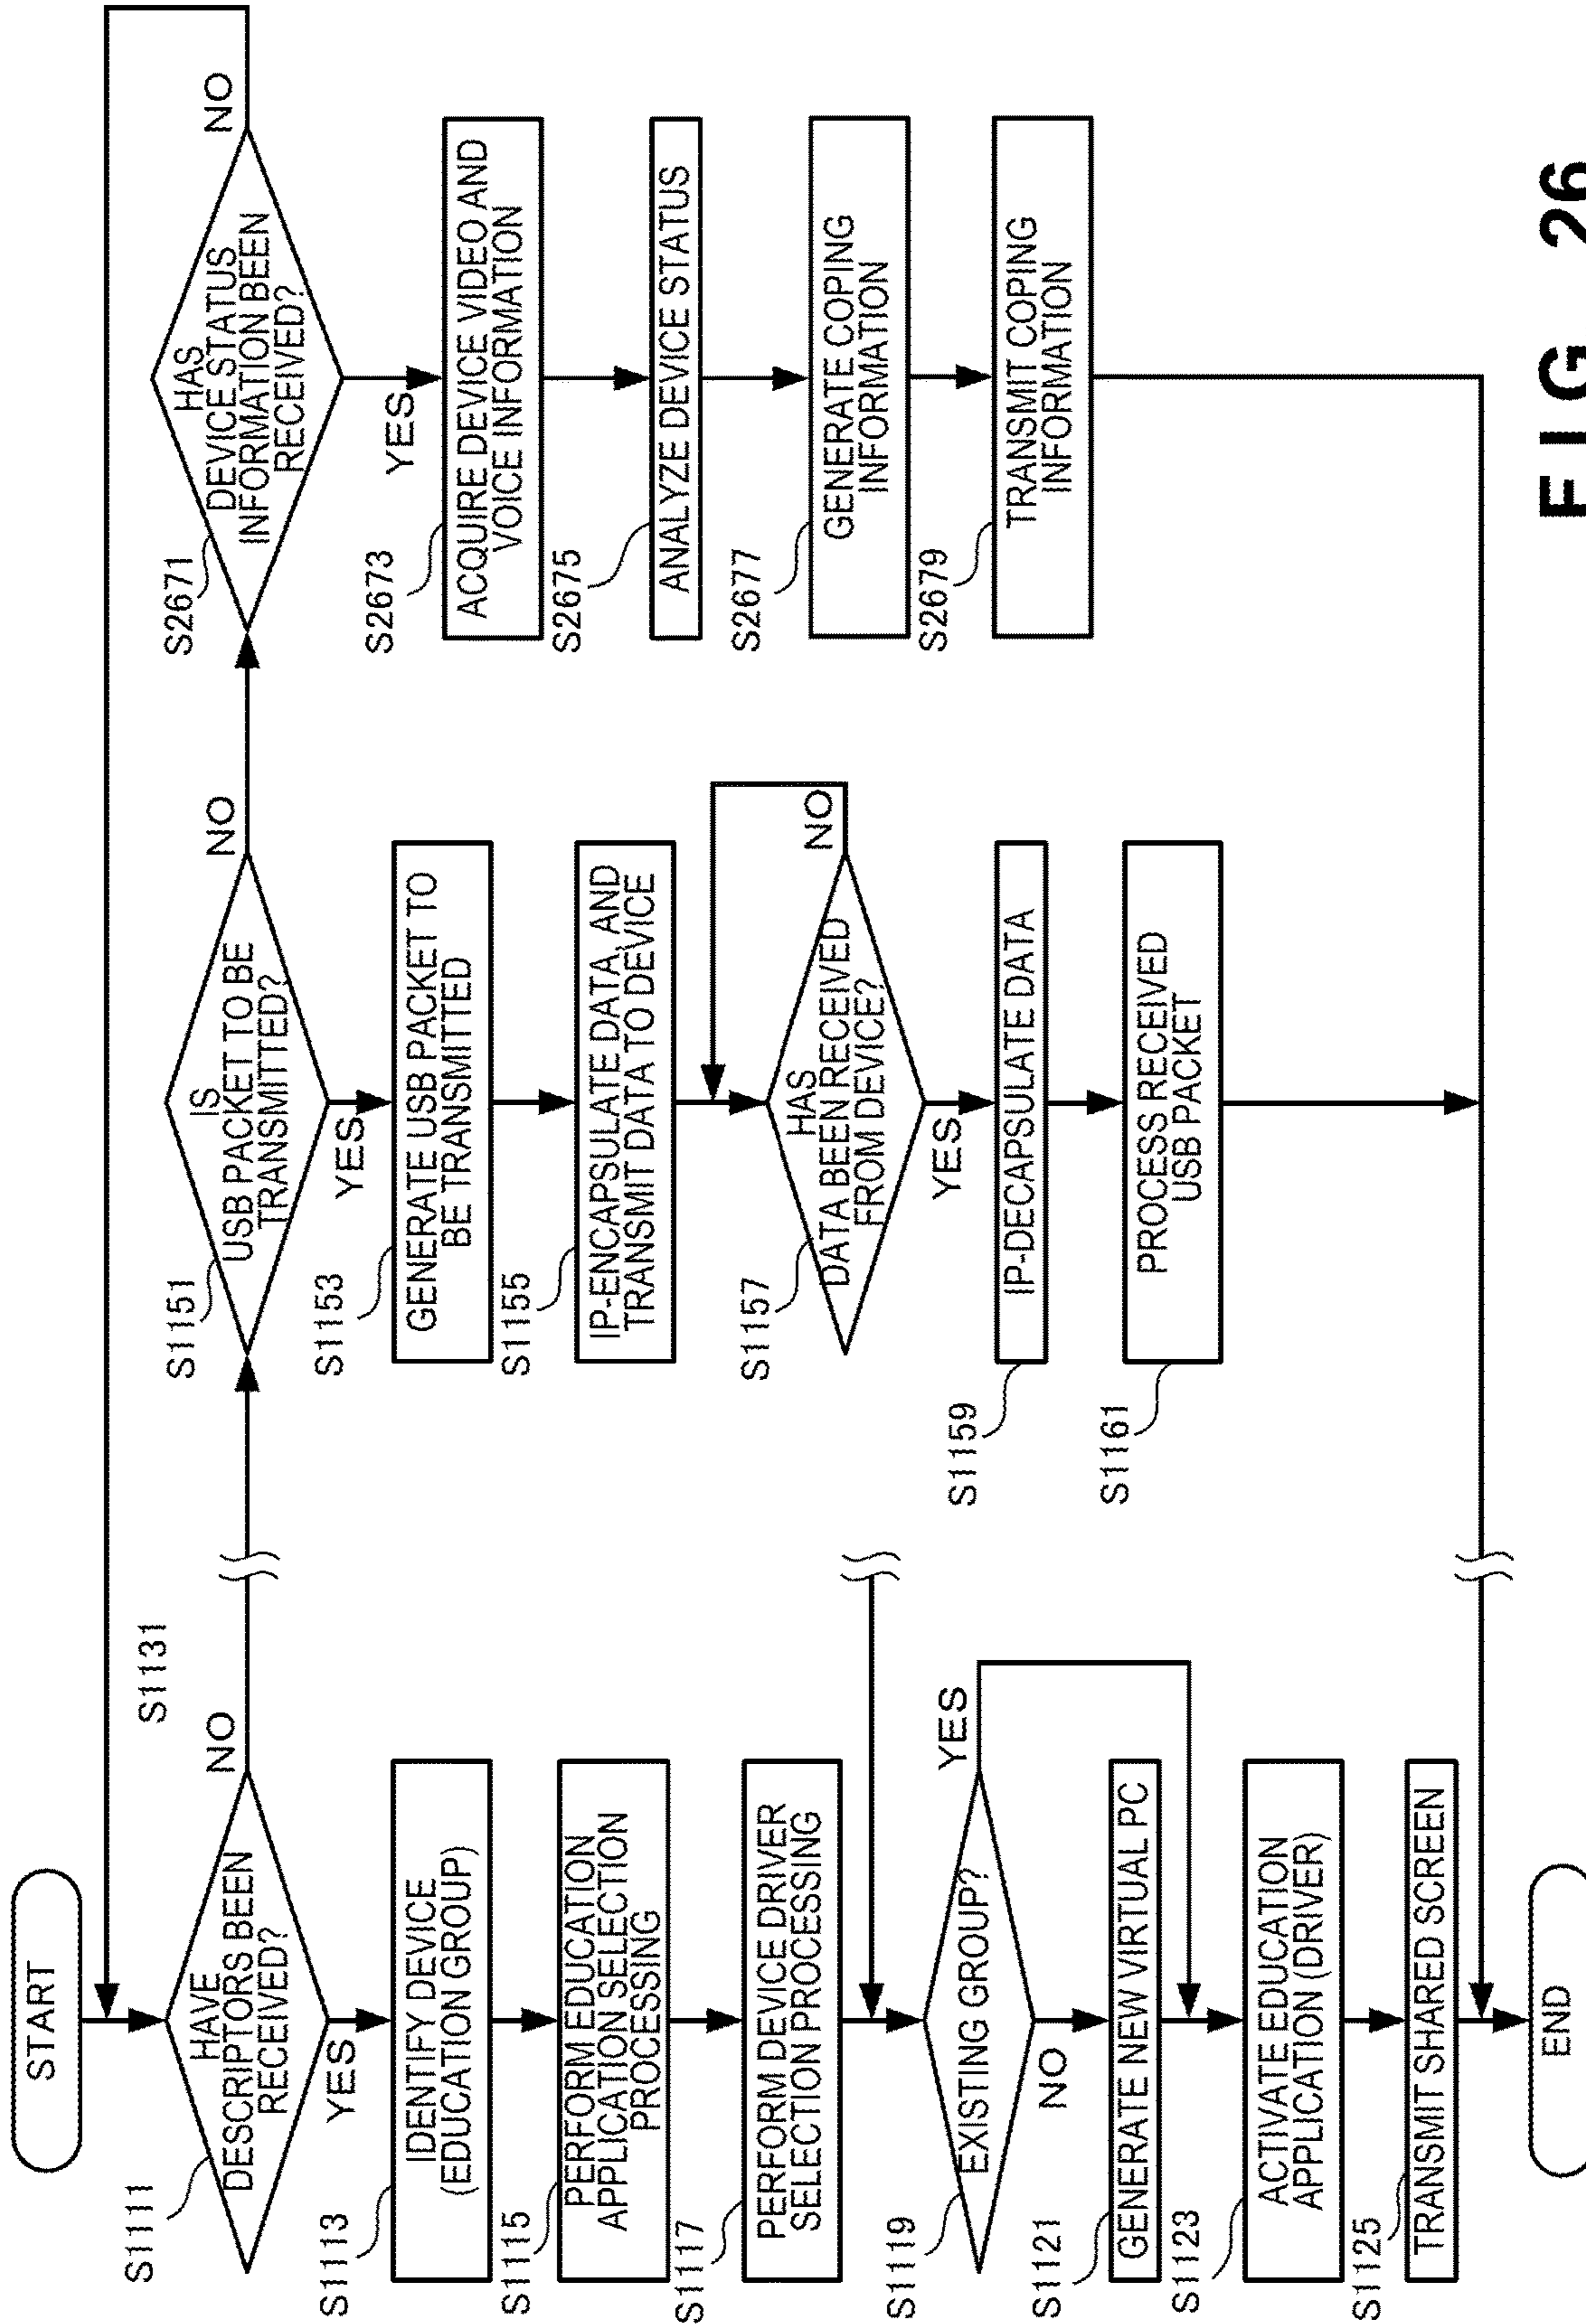 START
S1111
HAVE
DESCRIPTORS BEEN
RECEIVED?
NO
YES
S1131
S1113
IDENTIFY DEVICE
(EDUCATION GROUP)
S1115
PERFORM EDUCATION
APPLICATION SELECTION
PROCESSING
S1117
PERFORM DEVICE DRIVER
SELECTION PROCESSING
S1119
EXISTING GROUP?
YES
NO
S1121
GENERATE NEW VIRTUAL PC
S1123
ACTIVATE EDUCATION
APPLICATION (DRIVER)
S1125
TRANSMIT SHARED SCREEN
END
S1151
IS
USB PACKET TO BE
TRANSMITTED?
NO
YES
S1153
GENERATE USB PACKET TO
BE TRANSMITTED
S1155
IP-ENCAPSULATE DATA, AND
TRANSMIT DATA TO DEVICE
S1157
HAS
DATA BEEN RECEIVED
FROM DEVICE?
NO
YES
S1159
IP-DECAPSULATE DATA
S1161
PROCESS RECEIVED
USB PACKET
S2671
HAS
DEVICE STATUS
INFORMATION BEEN
RECEIVED?
NO
YES
S2673
ACQUIRE DEVICE VIDEO AND
VOICE INFORMATION
S2675
ANALYZE DEVICE STATUS
S2677
GENERATE COPING
INFORMATION
S2679
TRANSMIT COPING
INFORMATION
FIG. 26